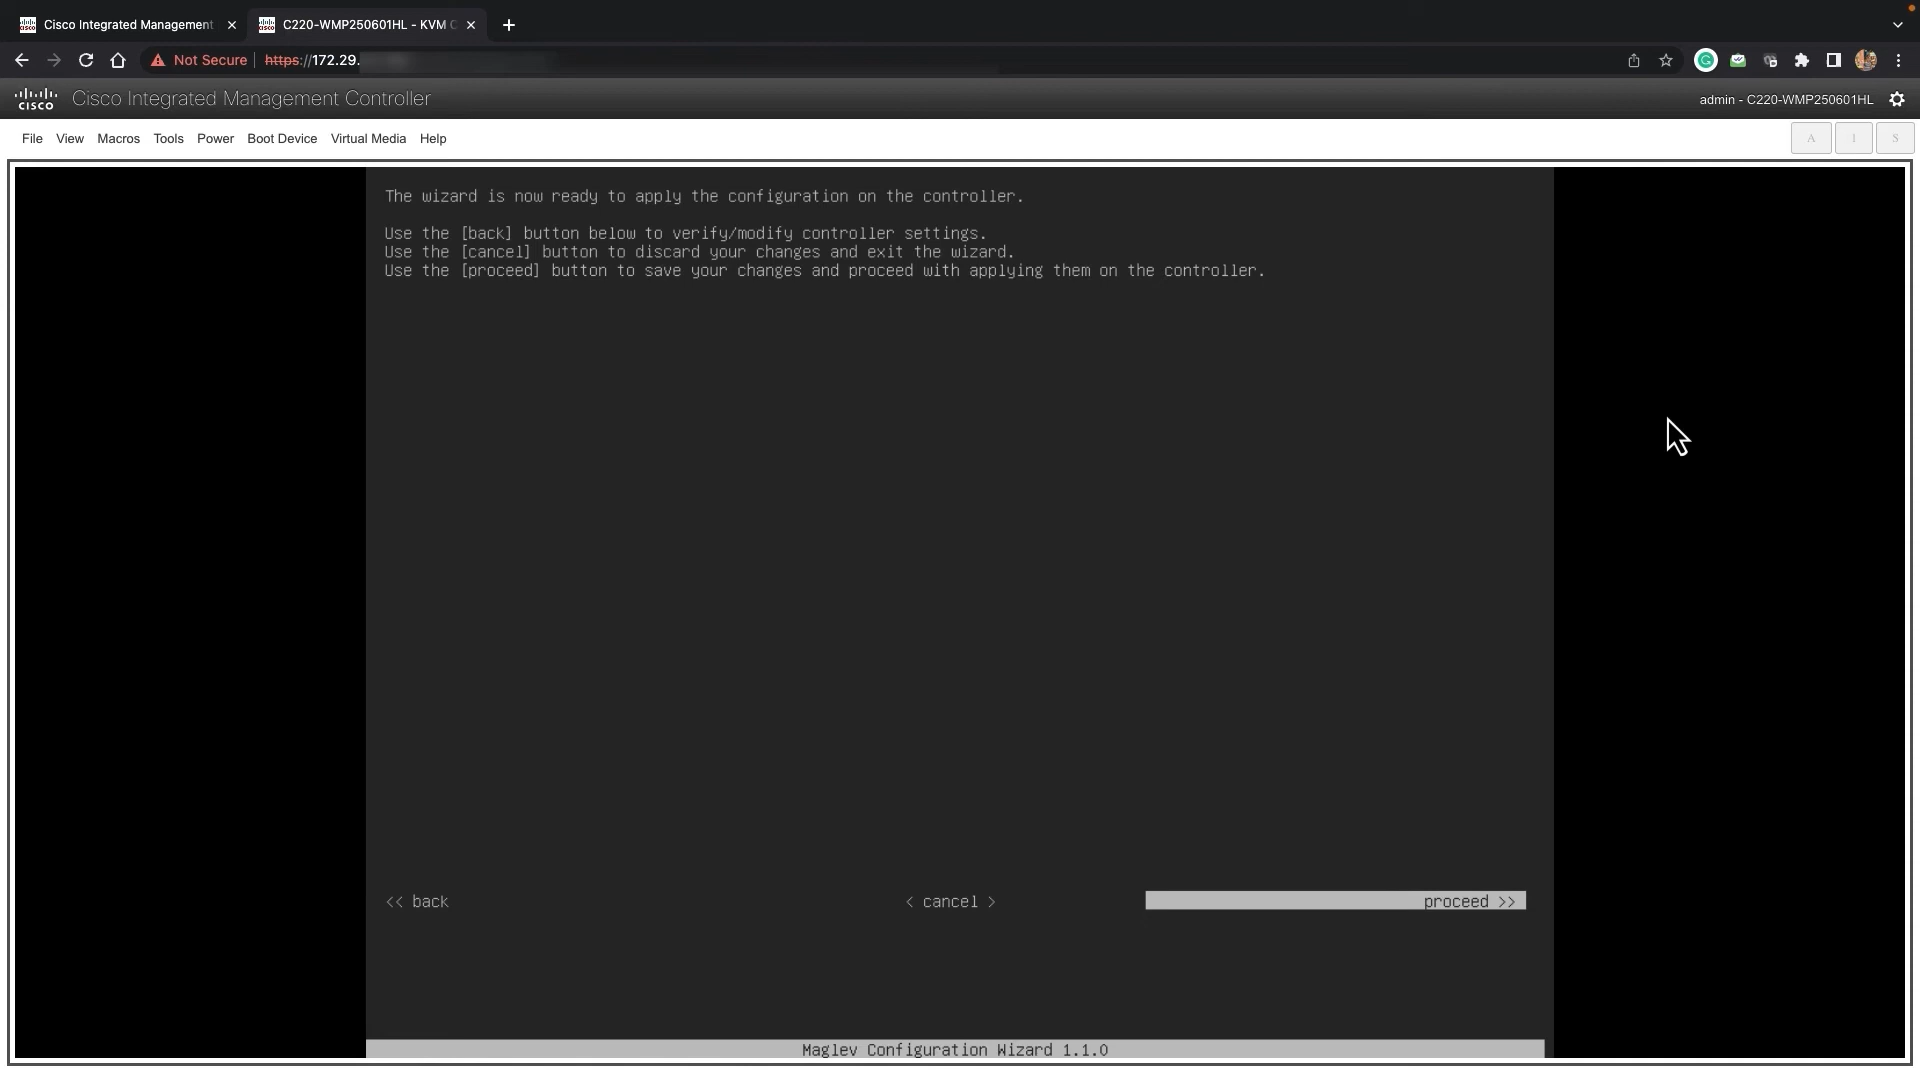 Cisco Integrated Management
C220-WMP250601HL - KVM C
Not Secure https://172.29.
CISCO Cisco Integrated Management Controller
admin - C220-WMP250601HL
File View Macros Tools Power Boot Device Virtual Media Help
A I S
The wizard is now ready to apply the configuration on the controller.
Use the [back] button below to verify/modify controller settings.
Use the [cancel] button to discard your changes and exit the wizard.
Use the [proceed] button to save your changes and proceed with applying them on the controller.
<< back < cancel > proceed >>
Maglev Configuration Wizard 1.1.0